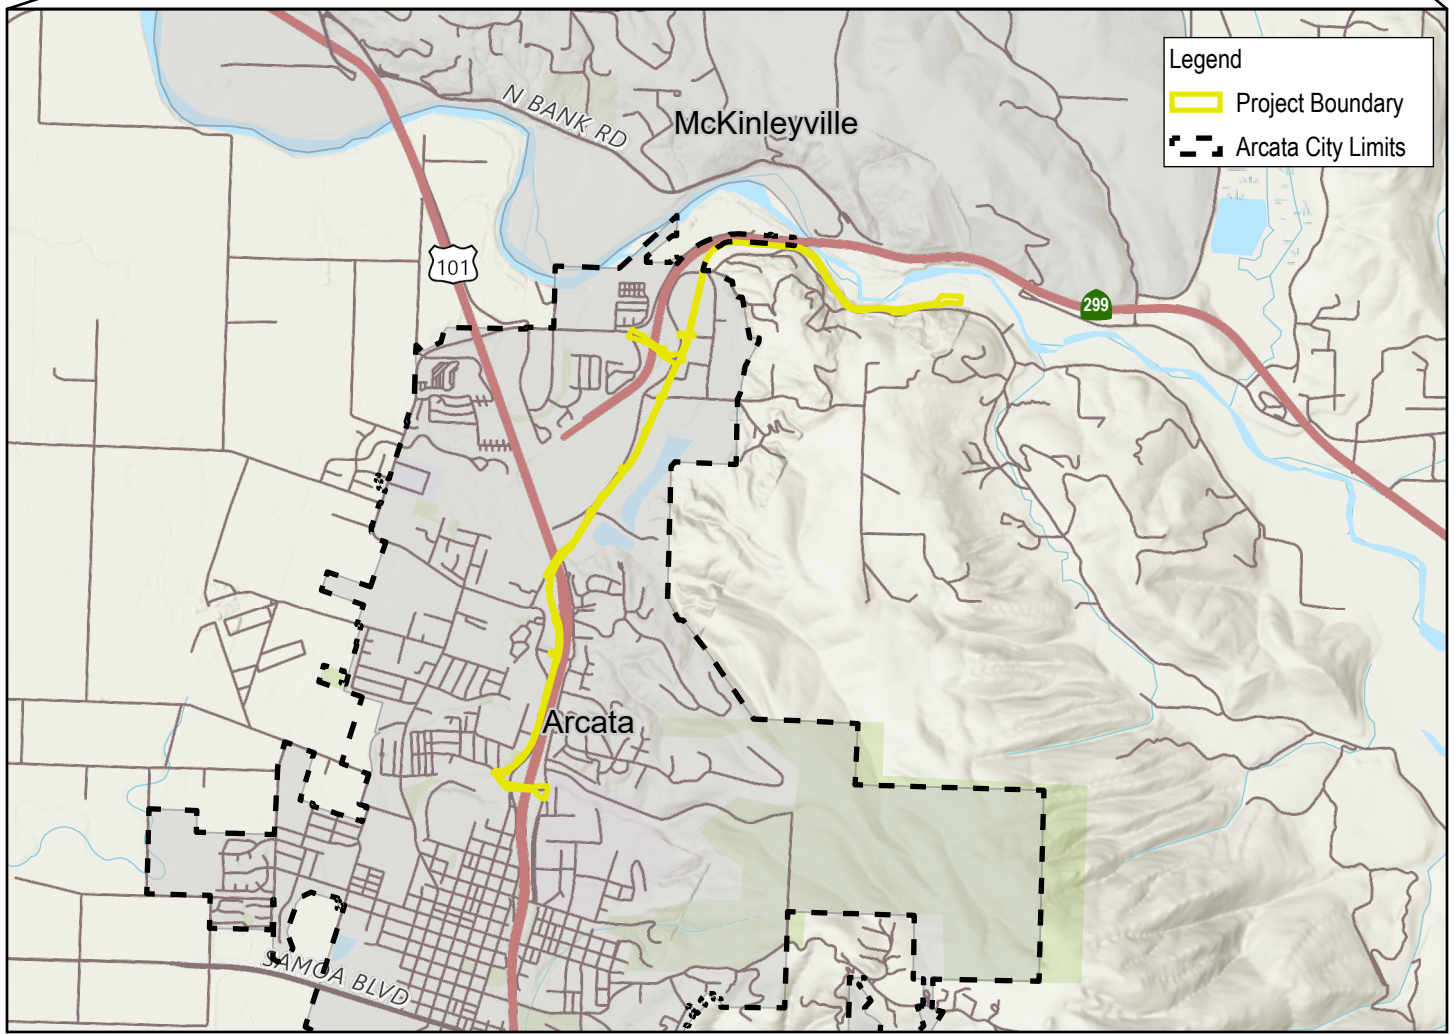 Legend
Project Boundary
Arcata City Limits
N BANK RD
McKinleyville
101
299
Arcata
SAMOA BLVD